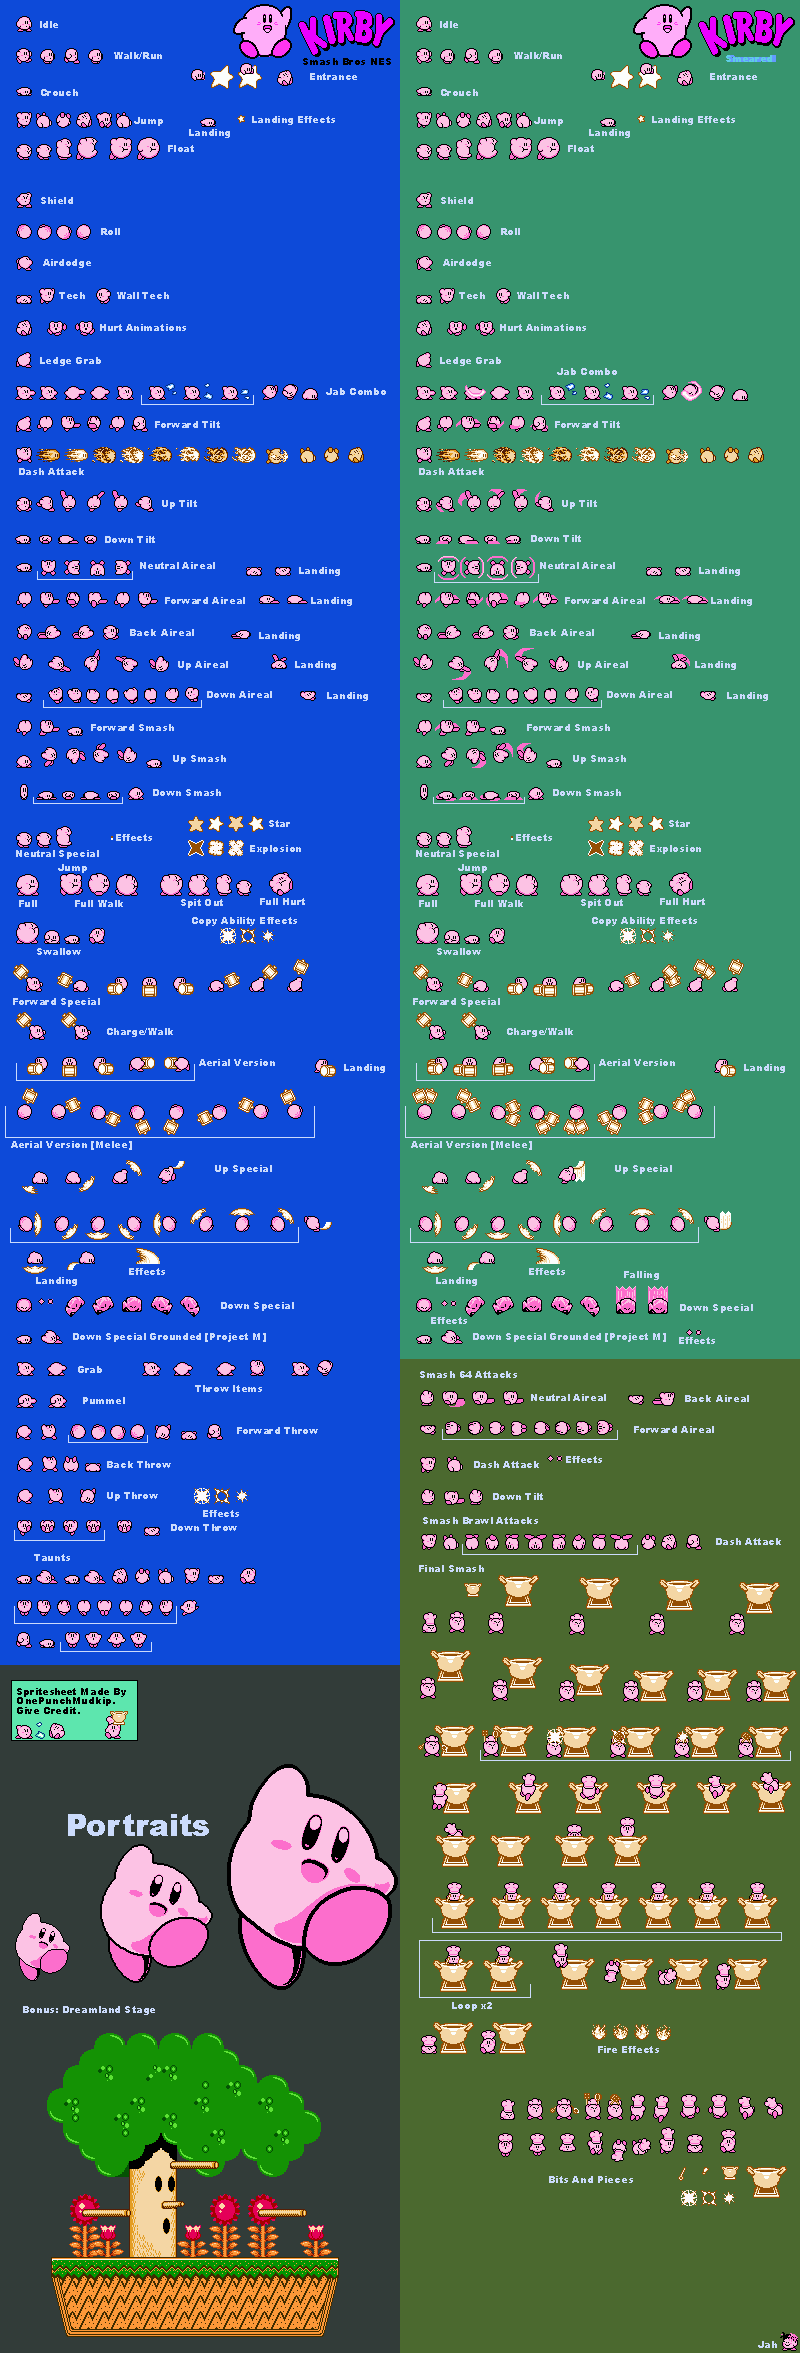 Idle
KIRBY
Smash Bros NES
Walk/Run
Entrance
Crouch
Jump
Landing
Landing Effects
Float
Shield
Roll
Airdodge
Tech
Wall Tech
Hurt Animations
Ledge Grab
Jab Combo
Forward Tilt
Dash Attack
Up Tilt
Down Tilt
Neutral Aireal
Landing
Forward Aireal
Landing
Back Aireal
Landing
Up Aireal
Landing
Down Aireal
Landing
Forward Smash
Up Smash
Down Smash
Star
Effects
Explosion
Neutral Special
Jump
Full
Full Walk
Spit Out
Full Hurt
Copy Ability Effects
Swallow
Forward Special
Charge/Walk
Aerial Version
Landing
Aerial Version [Melee]
Up Special
Landing
Effects
Down Special
Down Special Grounded [Project M]
Grab
Throw Items
Pummel
Forward Throw
Back Throw
Up Throw
Effects
Down Throw
Taunts
Spritesheet Made By
OnePunchMudkip.
Give Credit.
Portraits
Bonus: Dreamland Stage
Idle
KIRBY
Smeared!
Walk/Run
Entrance
Crouch
Jump
Landing
Landing Effects
Float
Shield
Roll
Airdodge
Tech
Wall Tech
Hurt Animations
Ledge Grab
Jab Combo
Forward Tilt
Dash Attack
Up Tilt
Down Tilt
Neutral Aireal
Landing
Forward Aireal
Landing
Back Aireal
Landing
Up Aireal
Landing
Down Aireal
Landing
Forward Smash
Up Smash
Down Smash
Star
Effects
Explosion
Neutral Special
Jump
Full
Full Walk
Spit Out
Full Hurt
Copy Ability Effects
Swallow
Forward Special
Charge/Walk
Aerial Version
Landing
Aerial Version [Melee]
Up Special
Landing
Effects
Falling
Down Special
Effects
Down Special Grounded [Project M]
Effects
Smash 64 Attacks
Neutral Aireal
Back Aireal
Forward Aireal
Dash Attack
Effects
Down Tilt
Smash Brawl Attacks
Dash Attack
Final Smash
Loop x2
Fire Effects
Bits And Pieces
Jah